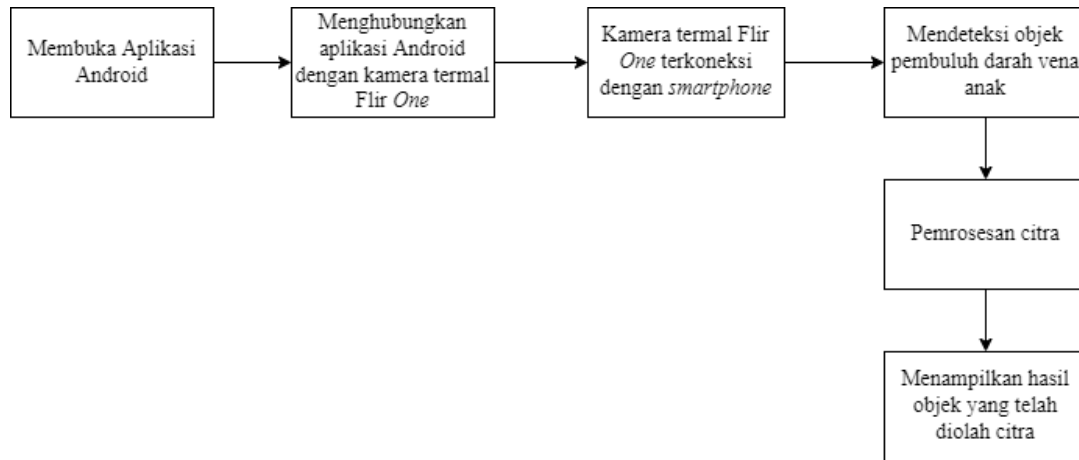 Membuka Aplikasi
Android
Menghubungkan
aplikasi Android
dengan kamera termal
Flir One
Kamera termal Flir
One terkoneksi
dengan smartphone
Mendeteksi objek
pembuluh darah vena
anak
Pemrosesan citra
Menampilkan hasil
objek yang telah
diolah citra